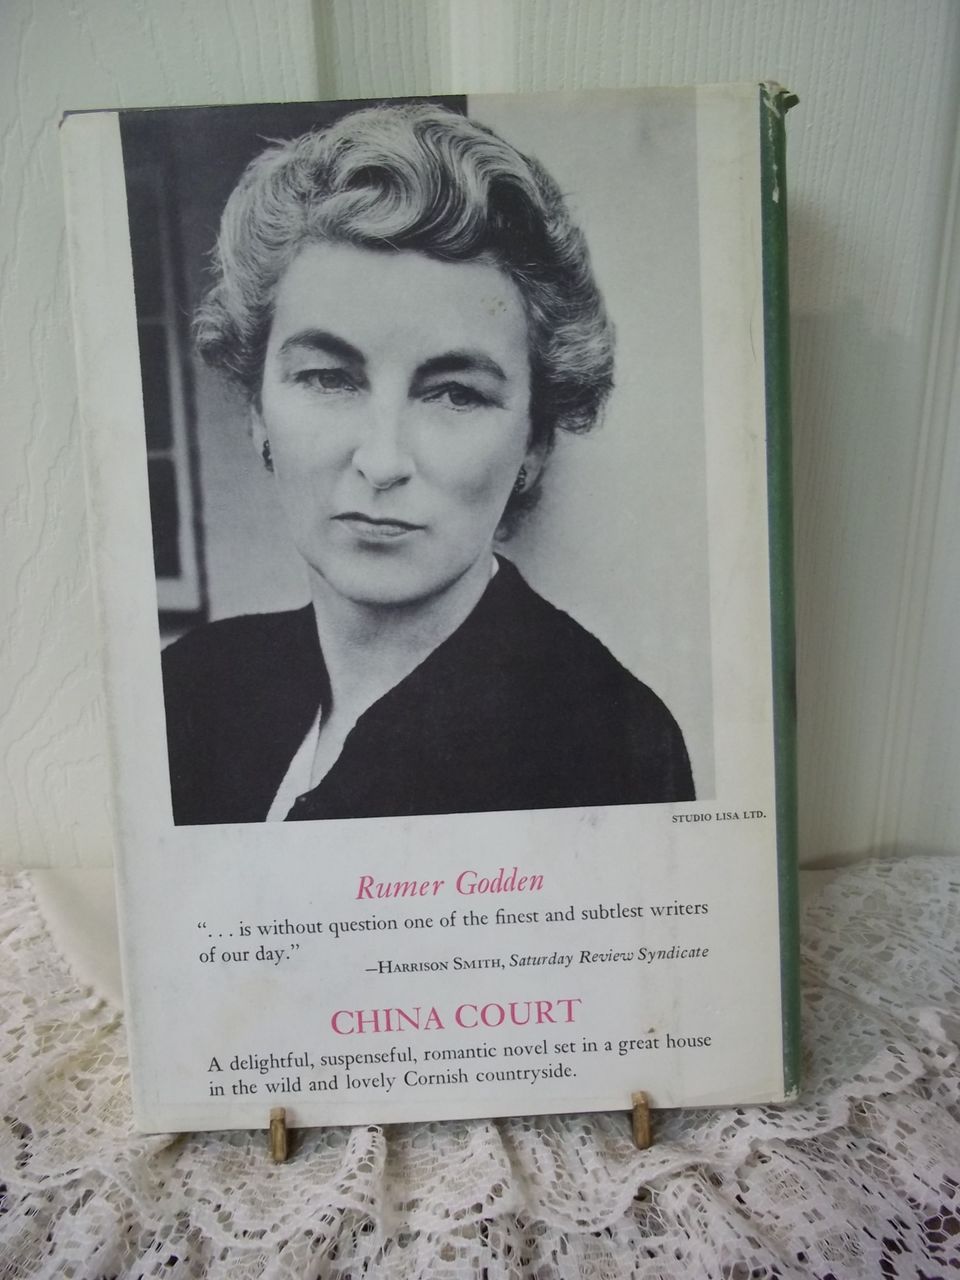 STUDIO LISA LTD.
Rumer Godden
“. . . is without question one of the finest and subtlest writers
of our day.”
—HARRISON SMITH, Saturday Review Syndicate
CHINA COURT
A delightful, suspenseful, romantic novel set in a great house
in the wild and lovely Cornish countryside.